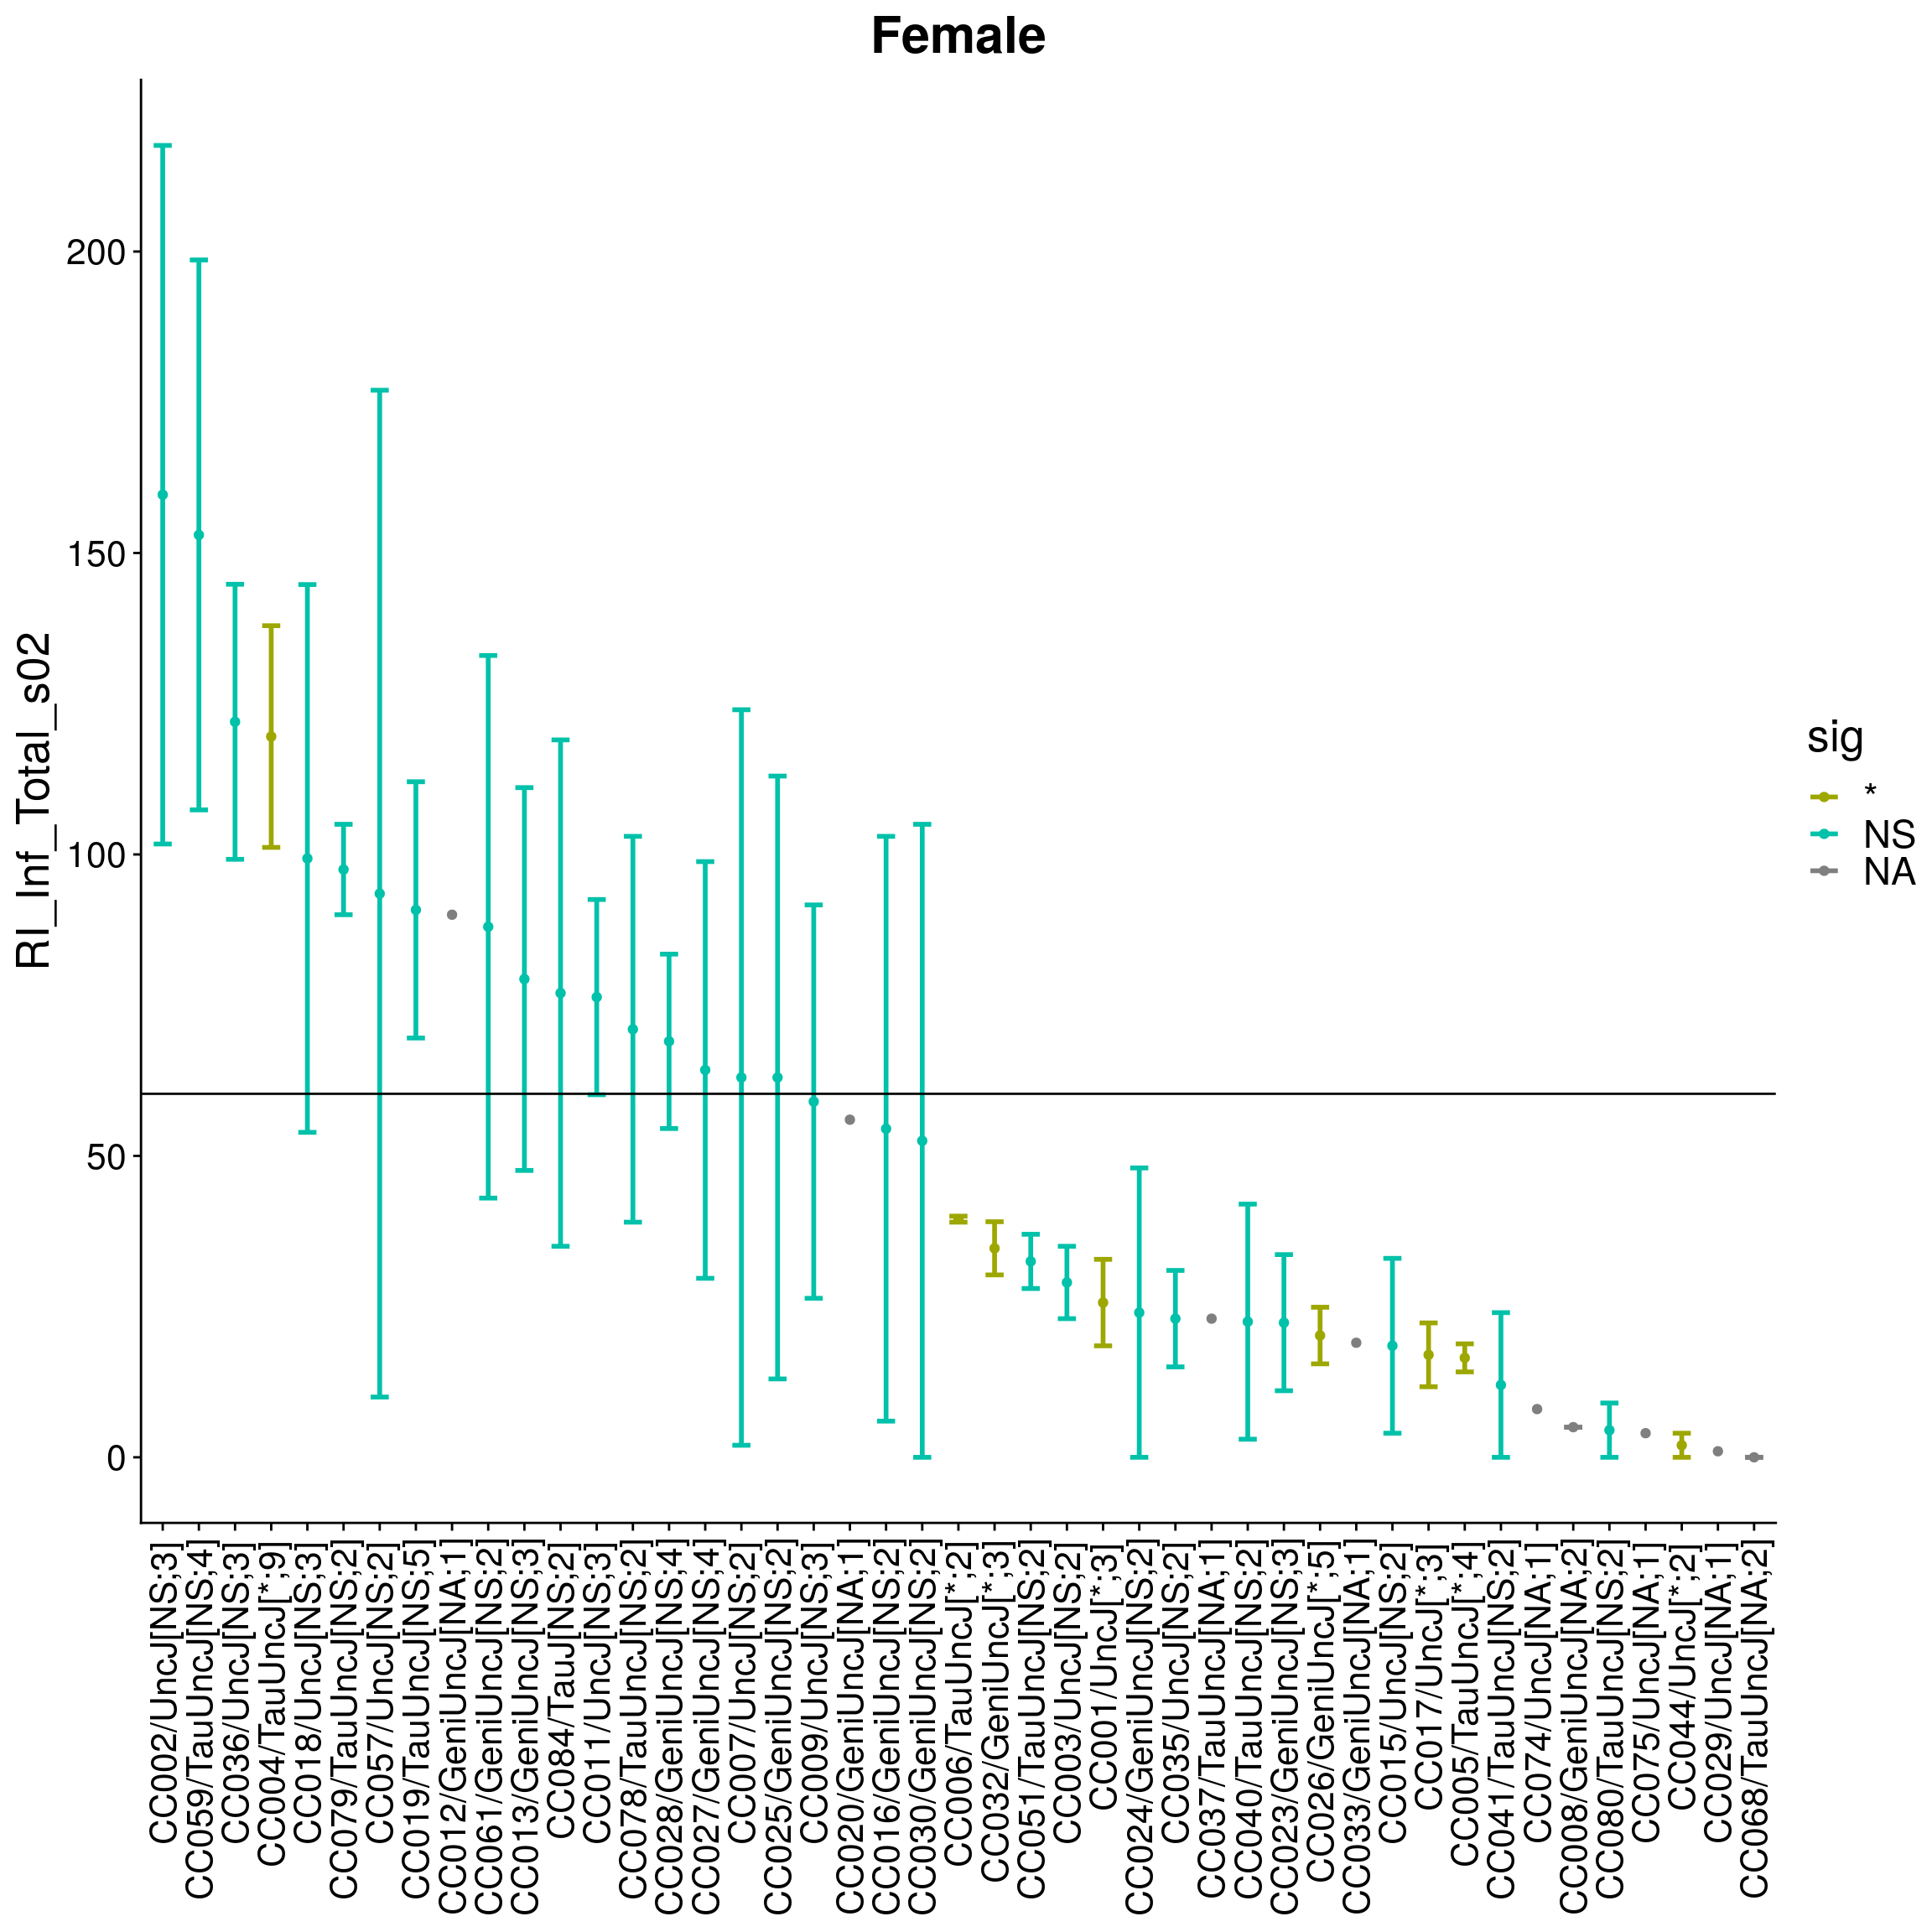 Female
RI_Inf_Total_s02
200
150
100
50
0
sig
*
NS
NA
CC002/UncJ[NS;3]
CC059/TauUncJ[NS;4]
CC036/UncJ[NS;3]
CC004/TauUncJ[*;9]
CC018/UncJ[NS;3]
CC079/TauUncJ[NS;2]
CC057/UncJ[NS;2]
CC019/TauUncJ[NS;5]
CC012/GeniUncJ[NA;1]
CC061/GeniUncJ[NS;2]
CC013/GeniUncJ[NS;3]
CC084/TauJ[NS;2]
CC011/UncJ[NS;3]
CC078/TauUncJ[NS;2]
CC028/GeniUncJ[NS;4]
CC027/GeniUncJ[NS;4]
CC007/UncJ[NS;2]
CC025/GeniUncJ[NS;2]
CC009/UncJ[NS;3]
CC020/GeniUncJ[NA;1]
CC016/GeniUncJ[NS;2]
CC030/GeniUncJ[NS;2]
CC006/TauUncJ[*;2]
CC032/GeniUncJ[*;3]
CC051/TauUncJ[NS;2]
CC003/UncJ[NS;2]
CC001/UncJ[*;3]
CC024/GeniUncJ[NS;2]
CC035/UncJ[NS;2]
CC037/TauUncJ[NA;1]
CC040/TauUncJ[NS;2]
CC023/GeniUncJ[NS;3]
CC026/GeniUncJ[*;5]
CC033/GeniUncJ[NA;1]
CC015/UncJ[NS;2]
CC017/UncJ[*;3]
CC005/TauUncJ[*;4]
CC041/TauUncJ[NS;2]
CC074/UncJ[NA;1]
CC008/GeniUncJ[NA;2]
CC080/TauUncJ[NS;2]
CC075/UncJ[NA;1]
CC044/UncJ[*;2]
CC029/UncJ[NA;1]
CC068/TauUncJ[NA;2]